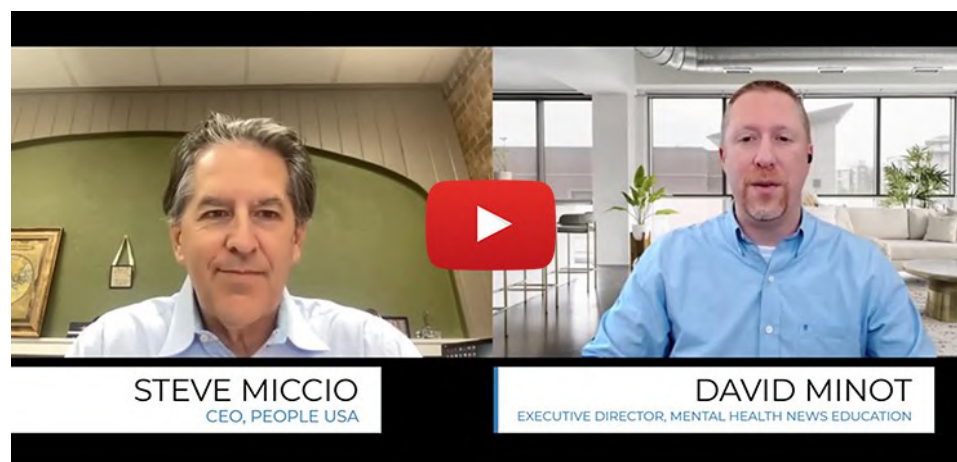 STEVE MICCIO
CEO, PEOPLE USA
DAVID MINOT
EXECUTIVE DIRECTOR, MENTAL HEALTH NEWS EDUCATION